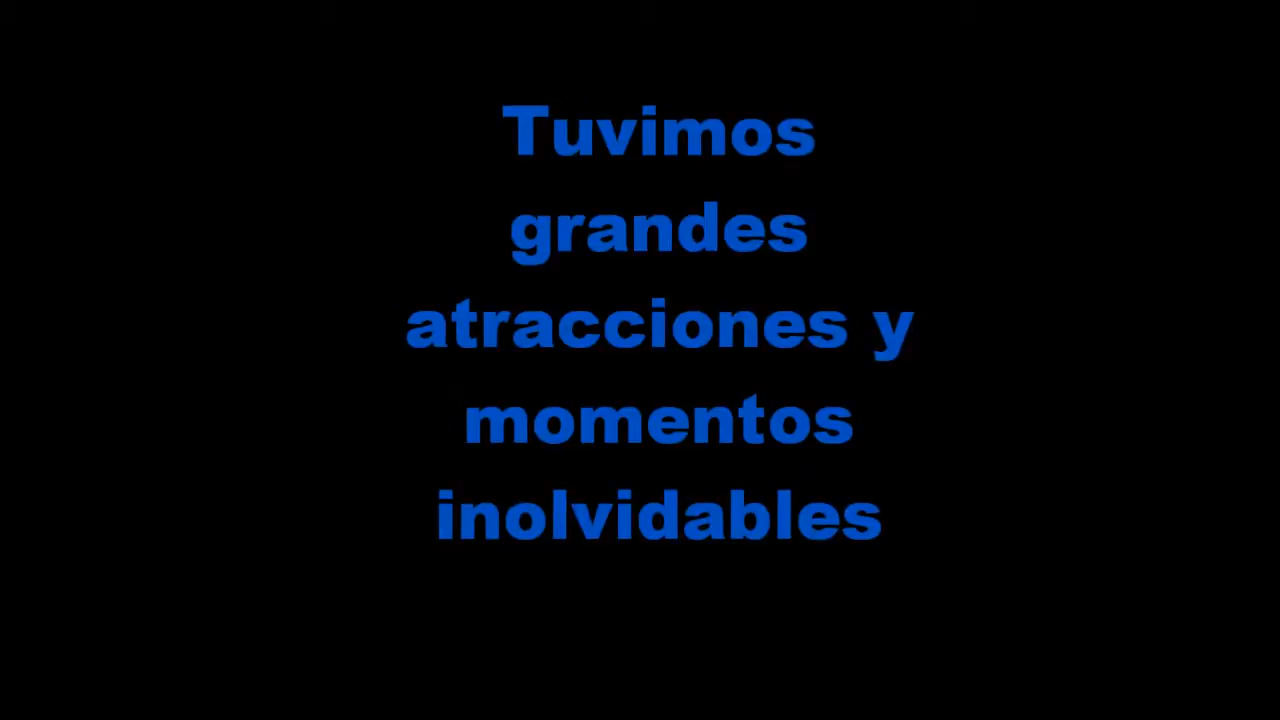 Tuvimos
grandes
atracciones y
momentos
inolvidables